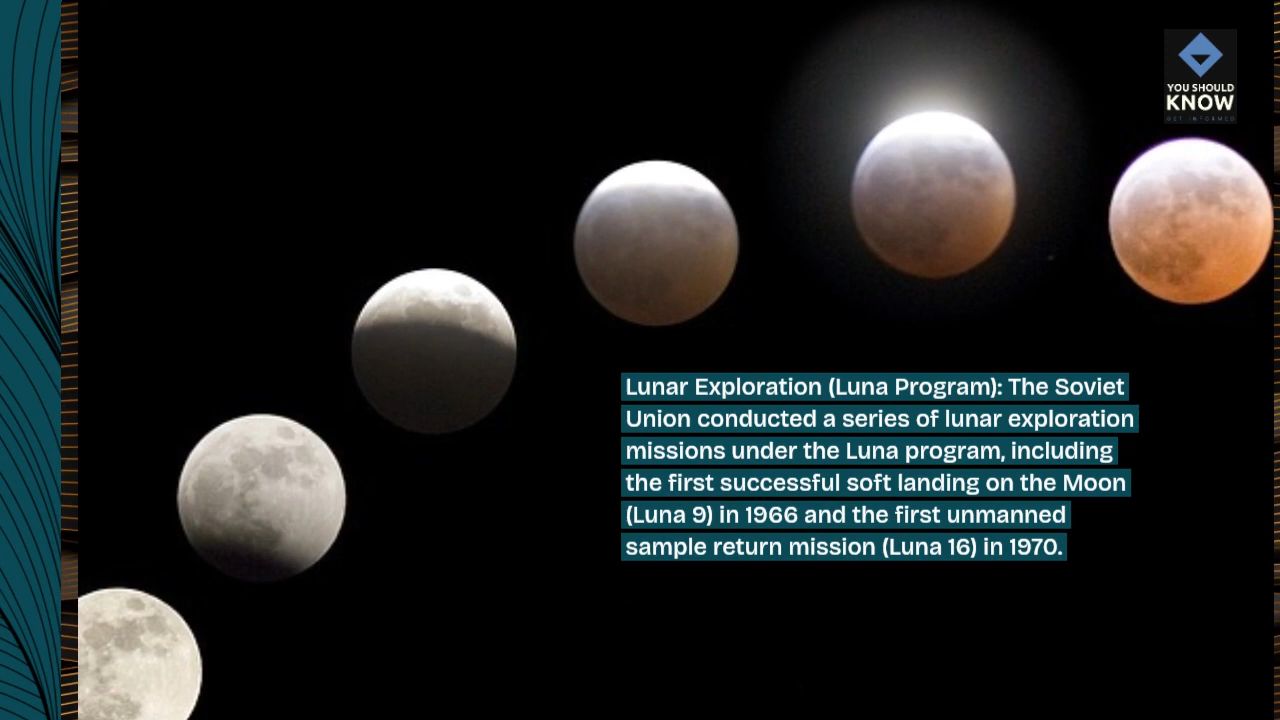 YOU SHOULD
KNOW
GET INFORMED
Lunar Exploration (Luna Program): The Soviet
Union conducted a series of lunar exploration
missions under the Luna program, including
the first successful soft landing on the Moon
(Luna 9) in 1966 and the first unmanned
sample return mission (Luna 16) in 1970.